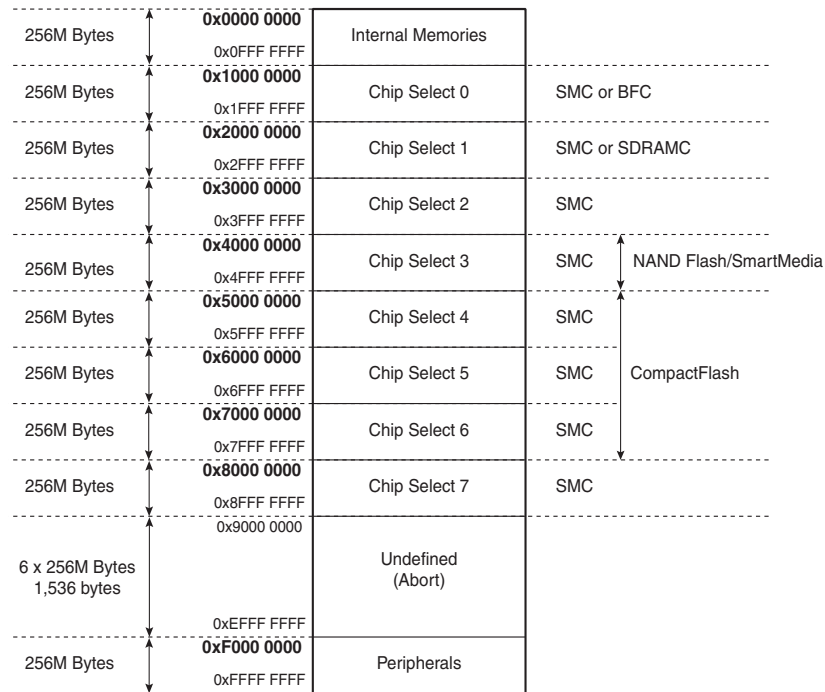 256M Bytes
0x0000 0000
0x0FFF FFFF
Internal Memories
256M Bytes
0x1000 0000
0x1FFF FFFF
Chip Select 0
SMC or BFC
256M Bytes
0x2000 0000
0x2FFF FFFF
Chip Select 1
SMC or SDRAMC
256M Bytes
0x3000 0000
0x3FFF FFFF
Chip Select 2
SMC
256M Bytes
0x4000 0000
0x4FFF FFFF
Chip Select 3
SMC
NAND Flash/SmartMedia
256M Bytes
0x5000 0000
0x5FFF FFFF
Chip Select 4
SMC
256M Bytes
0x6000 0000
0x6FFF FFFF
Chip Select 5
SMC
CompactFlash
256M Bytes
0x7000 0000
0x7FFF FFFF
Chip Select 6
SMC
256M Bytes
0x8000 0000
0x8FFF FFFF
Chip Select 7
SMC
6 x 256M Bytes
1,536 bytes
0x9000 0000
0xEFFF FFFF
Undefined
(Abort)
256M Bytes
0xF000 0000
0xFFFF FFFF
Peripherals